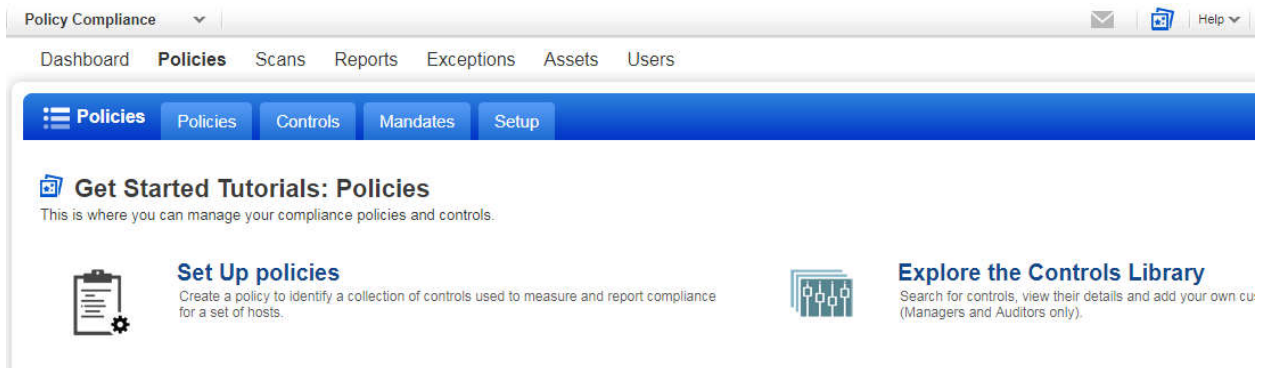 Policy Compliance Help
Dashboard Policies Scans Reports Exceptions Assets Users
Policies Policies Controls Mandates Setup
Get Started Tutorials: Policies
This is where you can manage your compliance policies and controls.
Set Up policies
Create a policy to identify a collection of controls used to measure and report compliance
for a set of hosts.
Explore the Controls Library
Search for controls, view their details and add your own
(Managers and Auditors only).